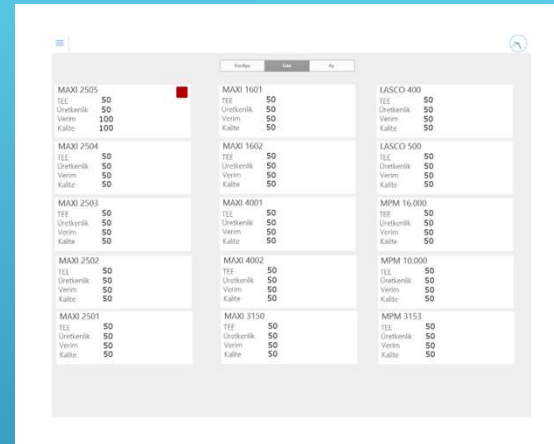 Vardiya Gün Ay
MAXI 2505
TEE 50
Üretkenlik 50
Verim 100
Kalite 100
MAXI 1601
TEE 50
Üretkenlik 50
Verim 50
Kalite 50
LASCO 400
TEE 50
Üretkenlik 50
Verim 50
Kalite 50
MAXI 2504
TEE 50
Üretkenlik 50
Verim 50
Kalite 50
MAXI 1602
TEE 50
Üretkenlik 50
Verim 50
Kalite 50
LASCO 500
TEE 50
Üretkenlik 50
Verim 50
Kalite 50
MAXI 2503
TEE 50
Üretkenlik 50
Verim 50
Kalite 50
MAXI 4001
TEE 50
Üretkenlik 50
Verim 50
Kalite 50
MPM 16.000
TEE 50
Üretkenlik 50
Verim 50
Kalite 50
MAXI 2502
TEE 50
Üretkenlik 50
Verim 50
Kalite 50
MAXI 4002
TEE 50
Üretkenlik 50
Verim 50
Kalite 50
MPM 10.000
TEE 50
Üretkenlik 50
Verim 50
Kalite 50
MAXI 2501
TEE 50
Üretkenlik 50
Verim 50
Kalite 50
MAXI 3150
TEE 50
Üretkenlik 50
Verim 50
Kalite 50
MPM 3153
TEE 50
Üretkenlik 50
Verim 50
Kalite 50